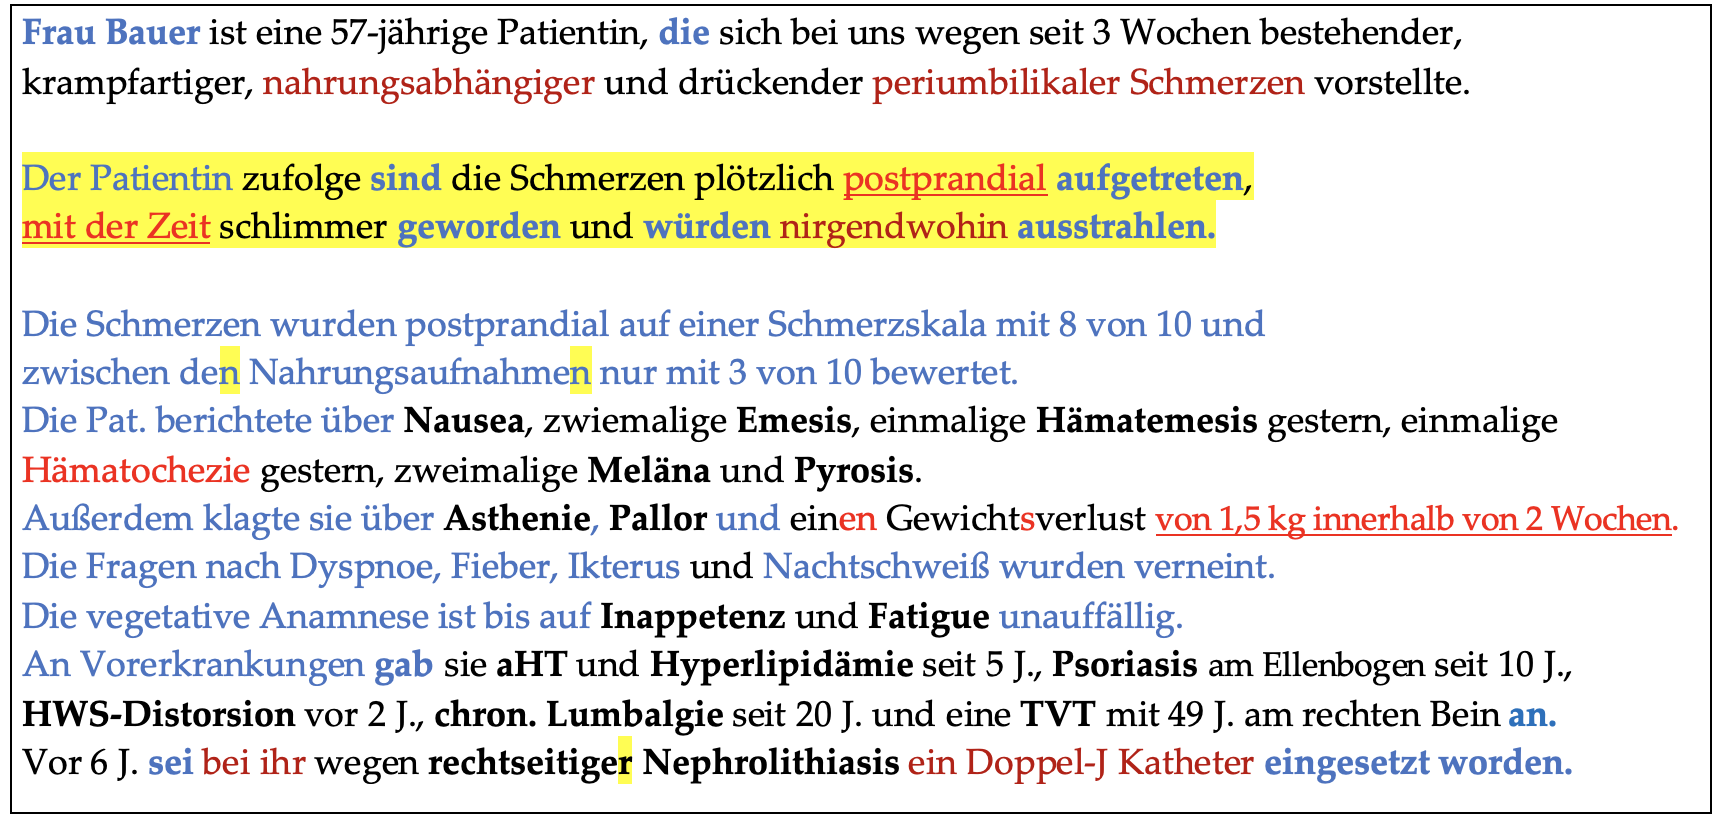 Frau Bauer ist eine 57-jährige Patientin, die sich bei uns wegen seit 3 Wochen bestehender,
krampfartiger, nahrungsabhängiger und drückender periumbilikaler Schmerzen vorstellte.
Der Patientin zufolge sind die Schmerzen plötzlich postprandial aufgetreten,
mit der Zeit schlimmer geworden und würden nirgendwohin ausstrahlen.
Die Schmerzen wurden postprandial auf einer Schmerzskala mit 8 von 10 und
zwischen den Nahrungsaufnahmen nur mit 3 von 10 bewertet.
Die Pat. berichtete über Nausea, zwiemalige Emesis, einmalige Hämatemesis gestern, einmalige
Hämatochezie gestern, zweimalige Meläna und Pyrosis.
Außerdem klagte sie über Asthenie, Pallor und einen Gewichtsverlust von 1,5 kg innerhalb von 2 Wochen.
Die Fragen nach Dyspnoe, Fieber, Ikterus und Nachtschweiß wurden verneint.
Die vegetative Anamnese ist bis auf Inappetenz und Fatigue unauffällig.
An Vorerkrankungen gab sie aHT und Hyperlipidämie seit 5 J., Psoriasis am Ellenbogen seit 10 J.,
HWS-Distorsion vor 2 J., chron. Lumbalgie seit 20 J. und eine TVT mit 49 J. am rechten Bein an.
Vor 6 J. sei bei ihr wegen rechtseitiger Nephrolithiasis ein Doppel-J Katheter eingesetzt worden.